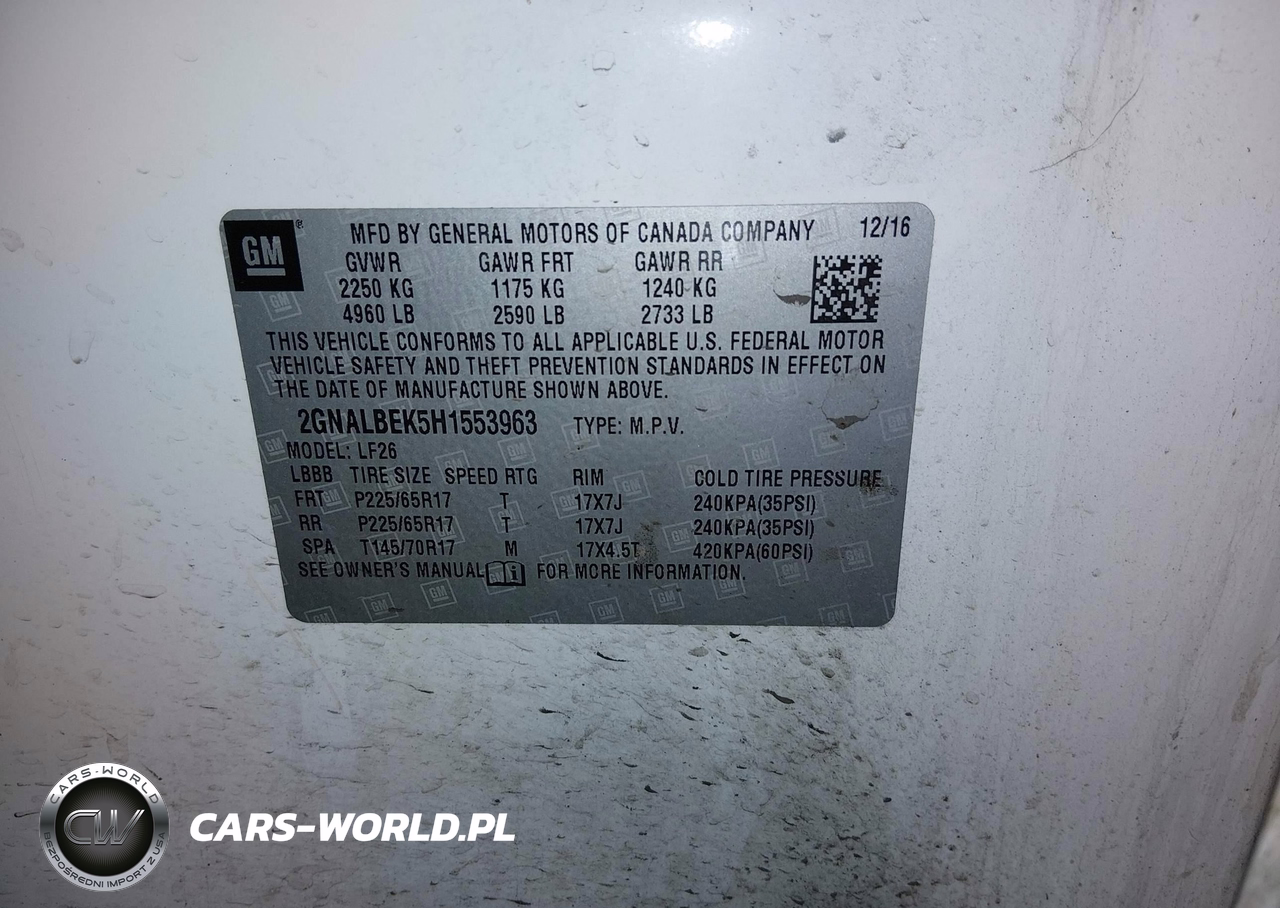 GM ® MFD BY GENERAL MOTORS OF CANADA COMPANY 12/16
GVWR GAWR FRT GAWR RR
2250 KG 1175 KG 1240 KG
4960 LB 2590 LB 2733 LB
THIS VEHICLE CONFORMS TO ALL APPLICABLE U.S. FEDERAL MOTOR
VEHICLE SAFETY AND THEFT PREVENTION STANDARDS IN EFFECT ON
THE DATE OF MANUFACTURE SHOWN ABOVE.
2GNALBEK5H1553963 TYPE: M.P.V.
MODEL: LF26
LBBB TIRE SIZE SPEED RTG RIM COLD TIRE PRESSURE
FRT P225/65R17 T 17X7J 240KPA(35PSI)
RR P225/65R17 T 17X7J 240KPA(35PSI)
SPA T145/70R17 M 17X4.5T 420KPA(60PSI)
SEE OWNER'S MANUAL i FOR MORE INFORMATION.
CARS-WORLD
CW
BEZPOŚREDNI IMPORT Z USA
CARS-WORLD.PL